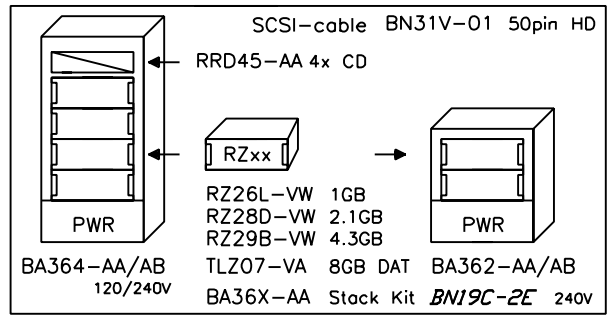 SCSI-cable BN31V-01 50pin HD
RRD45-AA 4x CD
RZxx
RZ26L-VW 1GB
RZ28D-VW 2.1GB
PWR
PWR
RZ29B-VW 4.3GB
BA364-AA/AB
TLZ07-VA 8GB DAT
BA362-AA/AB
120/240V
BA36X-AA Stack Kit BN19C-2E 240V